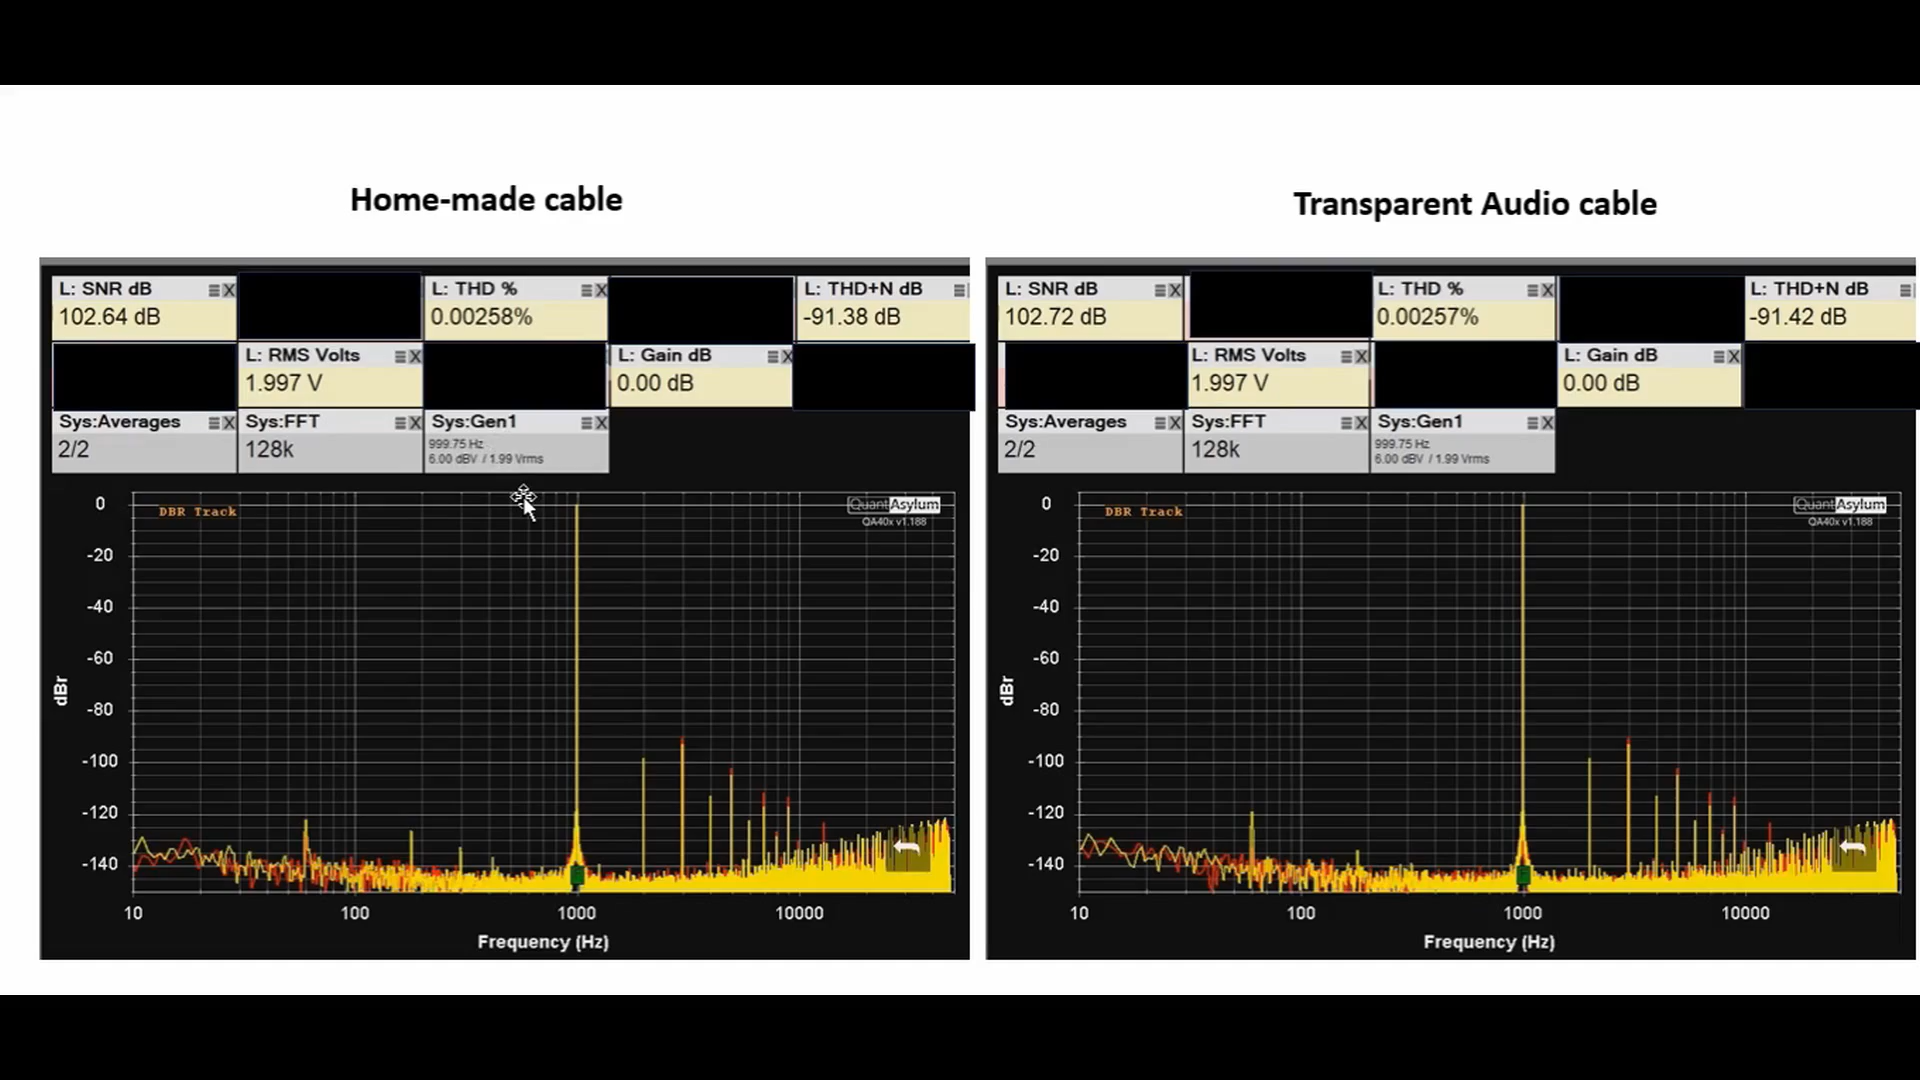 Home-made cable
Transparent Audio cable
L: SNR dB
102.64 dB
L: THD %
0.00258%
L: THD+N dB
-91.38 dB
L: RMS Volts
1.997 V
L: Gain dB
0.00 dB
Sys:Averages
2/2
Sys:FFT
128k
Sys:Gen1
999.75 Hz
6.00 dBV / 1.99 Vrms
DBR Track
QuantAsylum
QA40x v1.188
0
-20
-40
-60
-80
-100
-120
-140
dBr
10 100 1000 10000
Frequency (Hz)
L: SNR dB
102.72 dB
L: THD %
0.00257%
L: THD+N dB
-91.42 dB
L: RMS Volts
1.997 V
L: Gain dB
0.00 dB
Sys:Averages
2/2
Sys:FFT
128k
Sys:Gen1
999.75 Hz
6.00 dBV / 1.99 Vrms
DBR Track
QuantAsylum
QA40x v1.188
0
-20
-40
-60
-80
-100
-120
-140
dBr
10 100 1000 10000
Frequency (Hz)